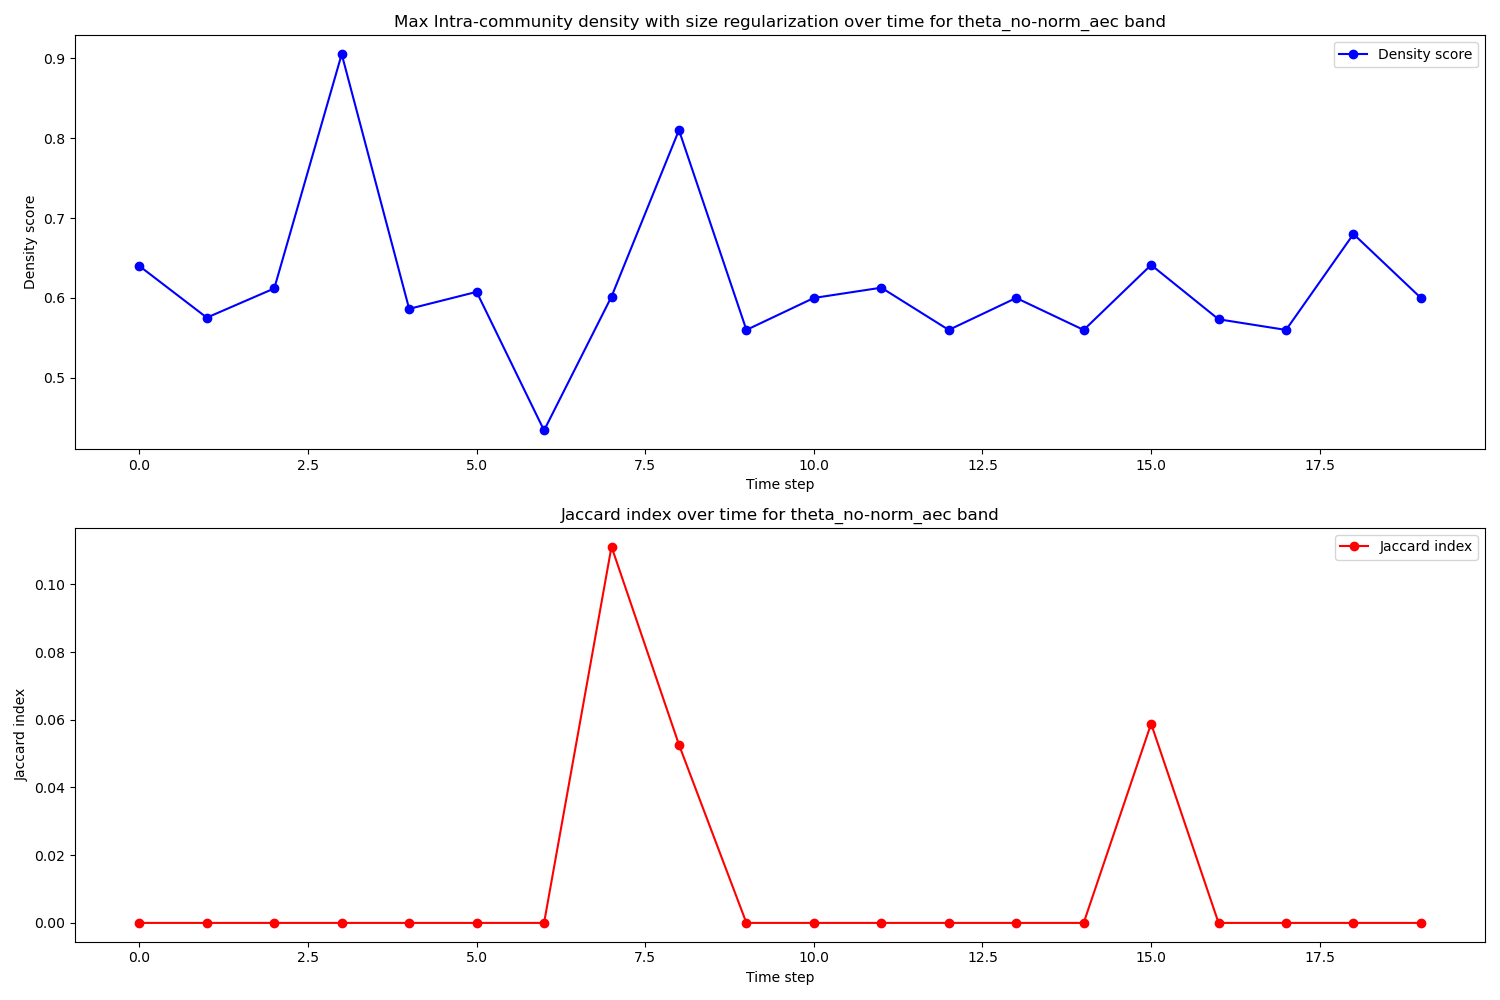 Max Intra-community density with size regularization over time for theta_no-norm_aec band
Density score
0.9
0.8
0.7
0.6
0.5
Density score
0.0 2.5 5.0 7.5 10.0 12.5 15.0 17.5
Time step
Jaccard index over time for theta_no-norm_aec band
Jaccard index
0.10
0.08
0.06
0.04
0.02
0.00
Jaccard index
0.0 2.5 5.0 7.5 10.0 12.5 15.0 17.5
Time step